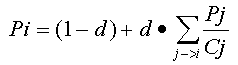 Pi = (1 − d) + d • ∑ j−>i Pj/Cj